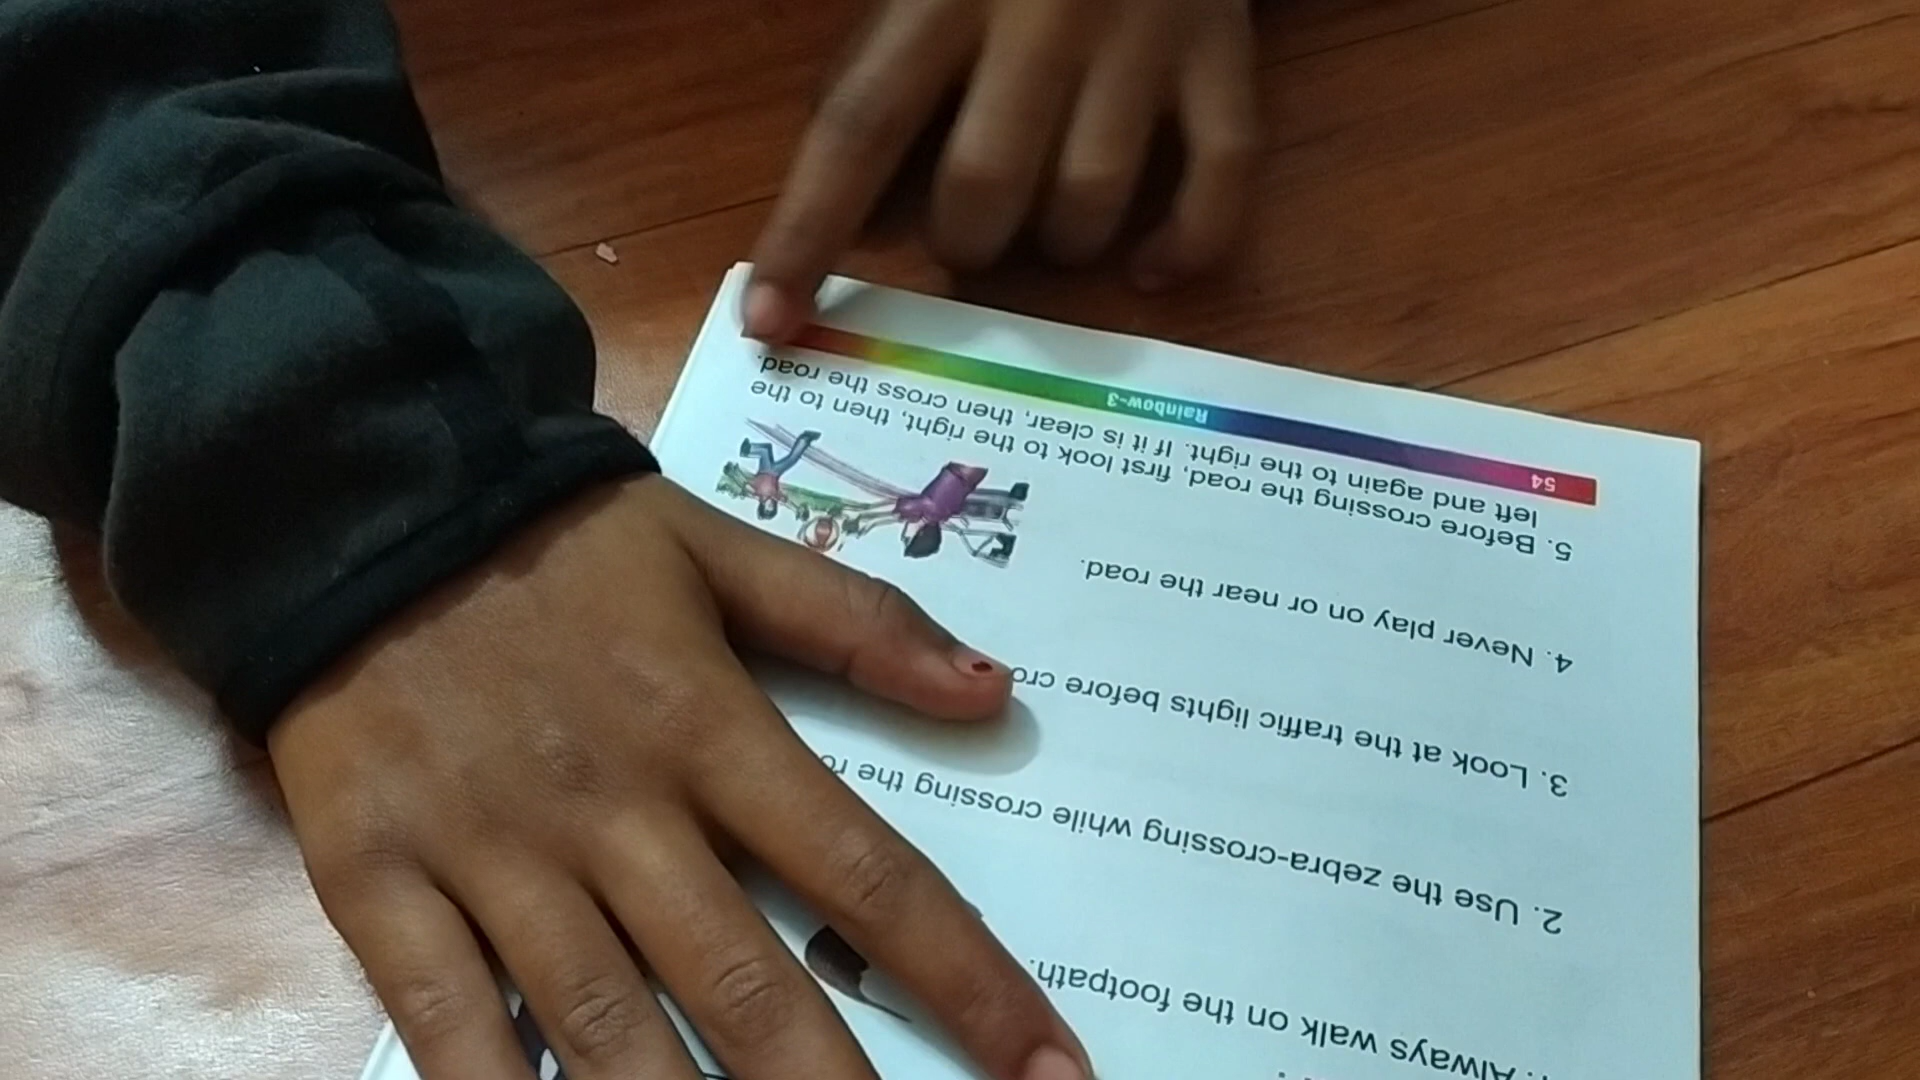 1. Always walk on the footpath.
2. Use the zebra-crossing while crossing the
3. Look at the traffic lights before
4. Never play on or near the road.
5. Before crossing the road, first look to the right, then to the
left and again to the right. If it is clear, then cross the road.
54 Rainbow-3